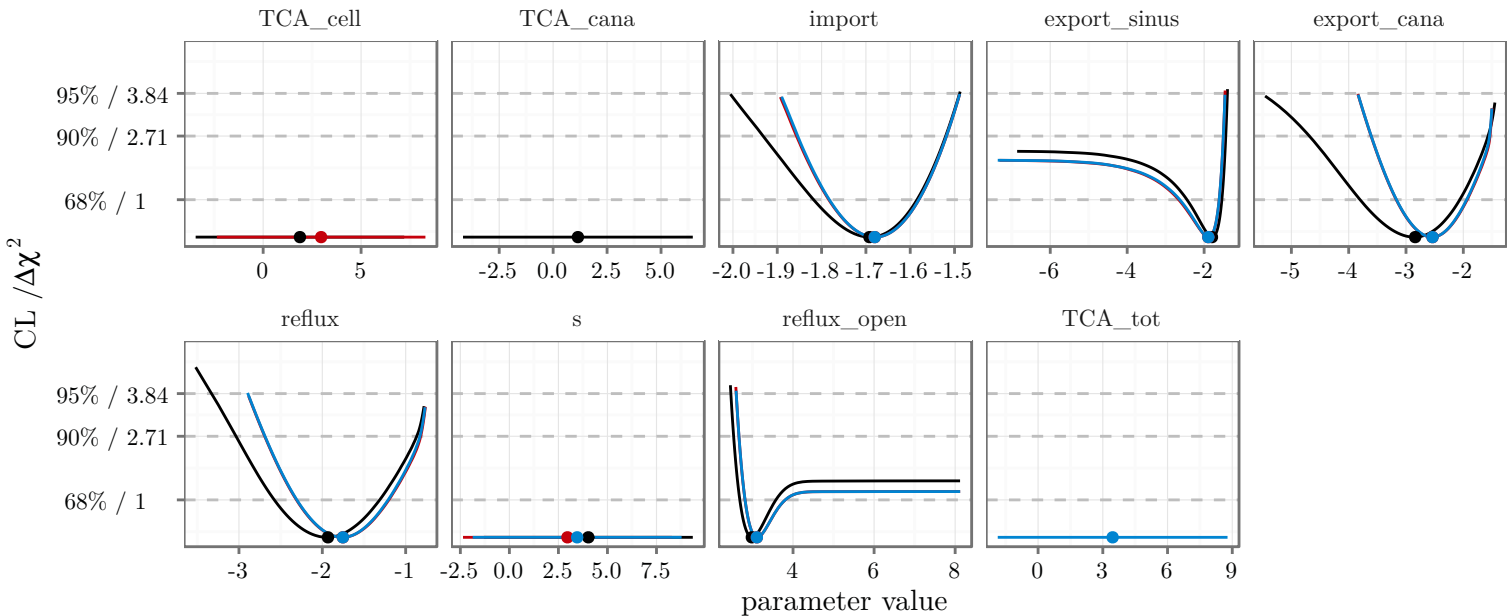 TCA_cell TCA_cana import export_sinus export_cana
95% / 3.84
90% / 2.71
68% / 1
0 5 -2.5 0.0 2.5 5.0 -2.0 -1.9 -1.8 -1.7 -1.6 -1.5 -6 -4 -2 -5 -4 -3 -2
CL /Δχ²
reflux s reflux_open TCA_tot
95% / 3.84
90% / 2.71
68% / 1
-3 -2 -1 -2.5 0.0 2.5 5.0 7.5 4 6 8 0 3 6 9
parameter value